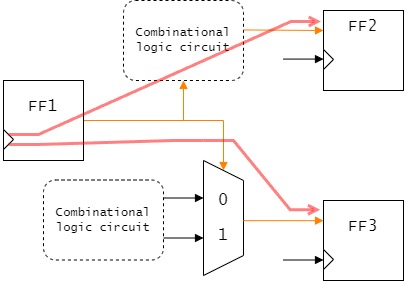 Combinational
logic circuit
FF2
FF1
0
Combinational
logic circuit
1
FF3